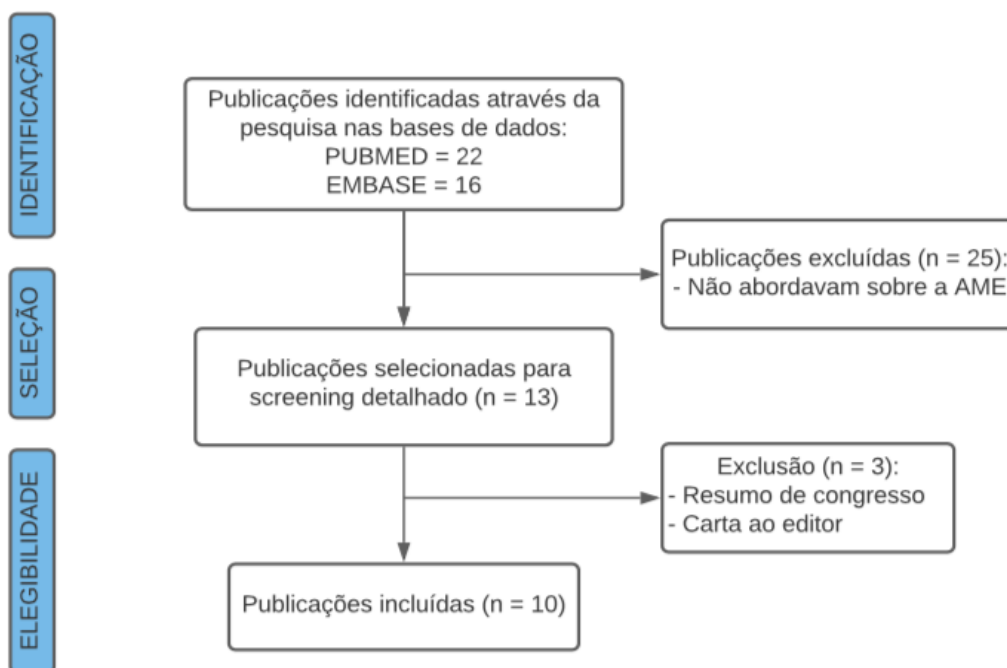 IDENTIFICAÇÃO
Publicações identificadas através da
pesquisa nas bases de dados:
PUBMED = 22
EMBASE = 16
Publicações excluídas (n = 25):
- Não abordavam sobre a AME
SELEÇÃO
Publicações selecionadas para
screening detalhado (n = 13)
Exclusão (n = 3):
- Resumo de congresso
- Carta ao editor
ELEGIBILIDADE
Publicações incluídas (n = 10)